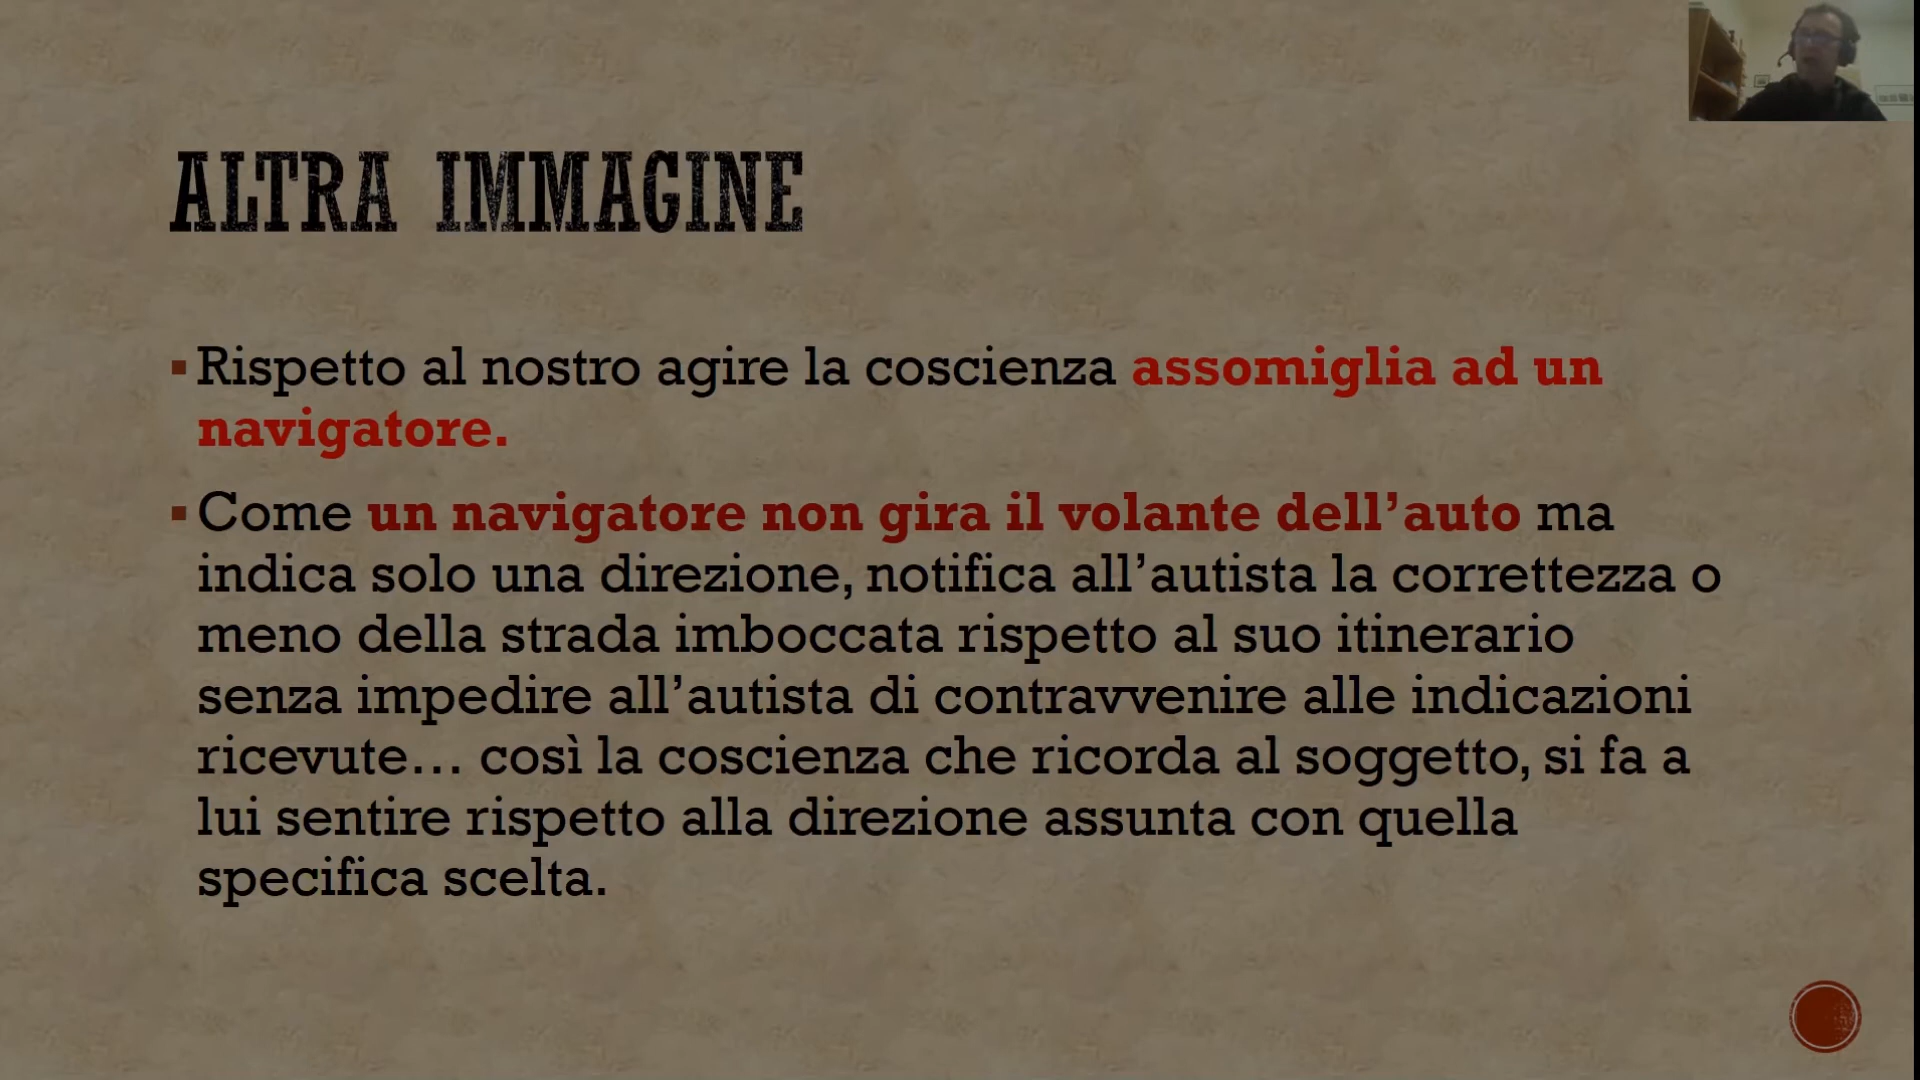 ALTRA IMMAGINE
▪ Rispetto al nostro agire la coscienza assomiglia ad un
navigatore.
▪ Come un navigatore non gira il volante dell’auto ma
indica solo una direzione, notifica all’autista la correttezza o
meno della strada imboccata rispetto al suo itinerario
senza impedire all’autista di contravvenire alle indicazioni
ricevute… così la coscienza che ricorda al soggetto, si fa a
lui sentire rispetto alla direzione assunta con quella
specifica scelta.